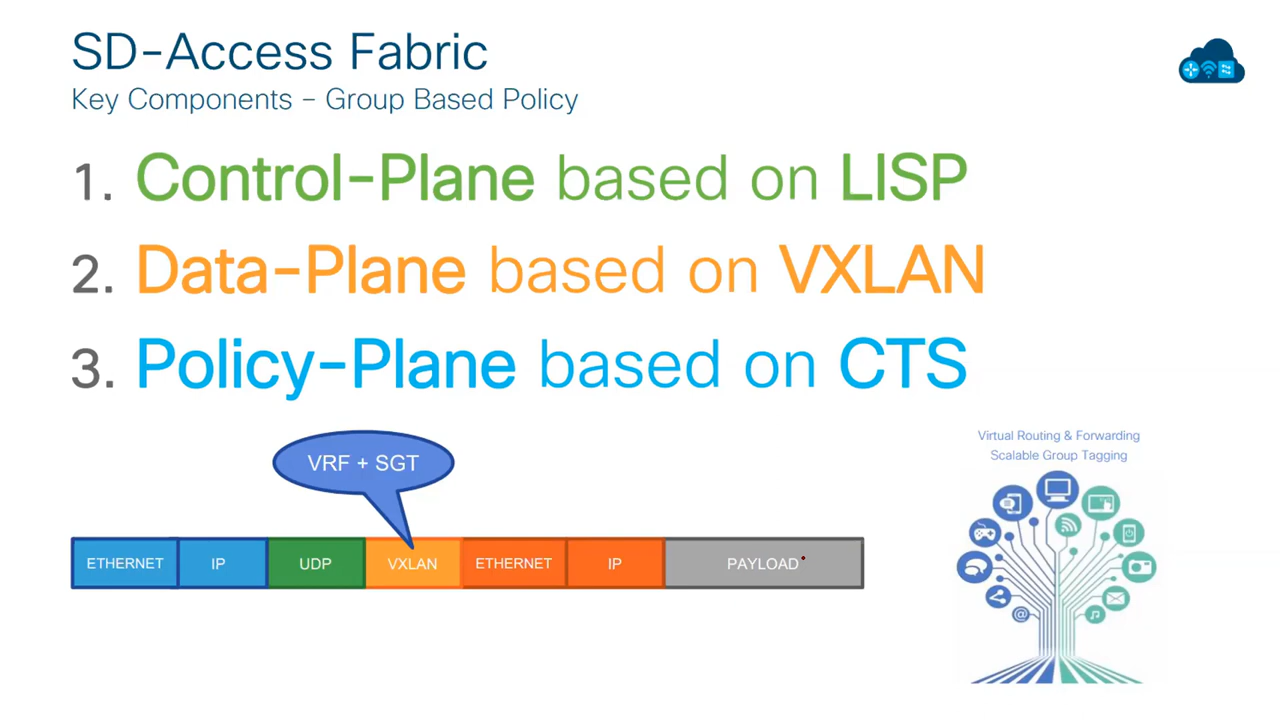 SD-Access Fabric
Key Components – Group Based Policy
1. Control-Plane based on LISP
2. Data-Plane based on VXLAN
3. Policy-Plane based on CTS
VRF + SGT
ETHERNET IP UDP VXLAN ETHERNET IP PAYLOAD
Virtual Routing & Forwarding
Scalable Group Tagging
@